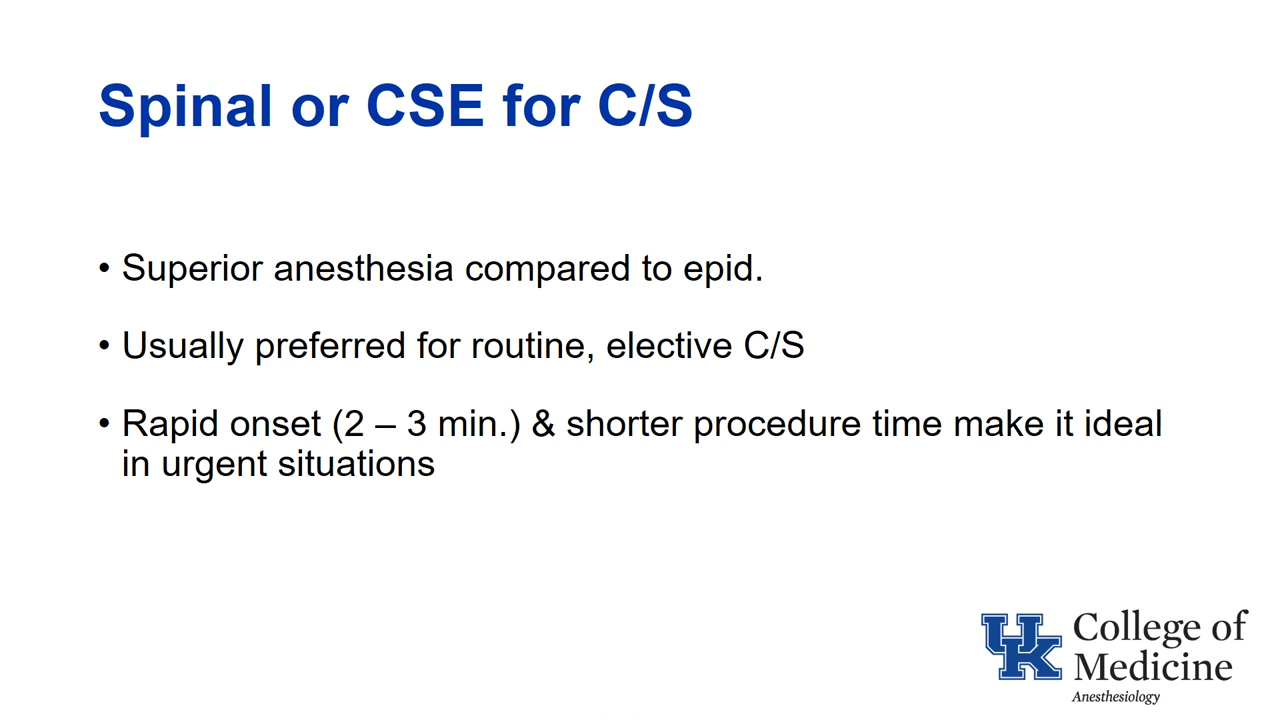 Spinal or CSE for C/S
• Superior anesthesia compared to epid.
• Usually preferred for routine, elective C/S
• Rapid onset (2 – 3 min.) & shorter procedure time make it ideal
in urgent situations
UK
College of
Medicine
Anesthesiology